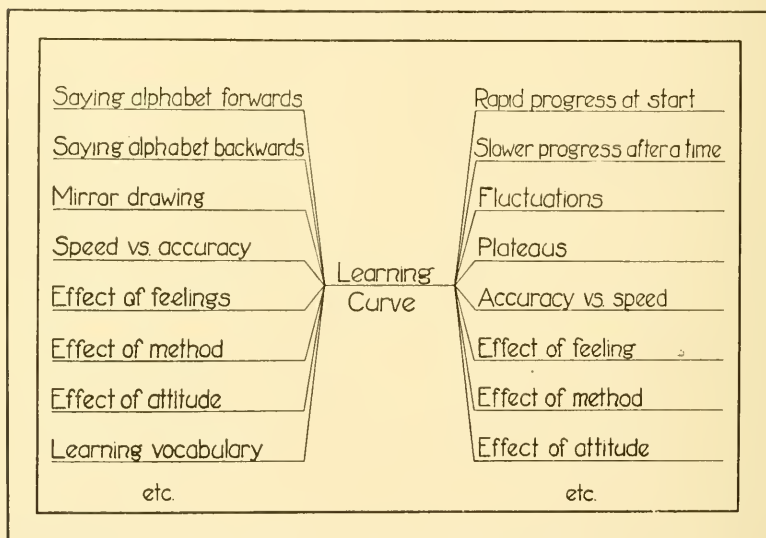 Saying alphabet forwards
Saying alphabet backwards
Mirror drawing
Speed vs. accuracy
Effect of feelings
Effect of method
Effect of attitude
Learning vocabulary
etc.
Learning
Curve
Rapid progress at start
Slower progress after a time
Fluctuations
Plateaus
Accuracy vs. speed
Effect of feeling
Effect of method
Effect of attitude
etc.